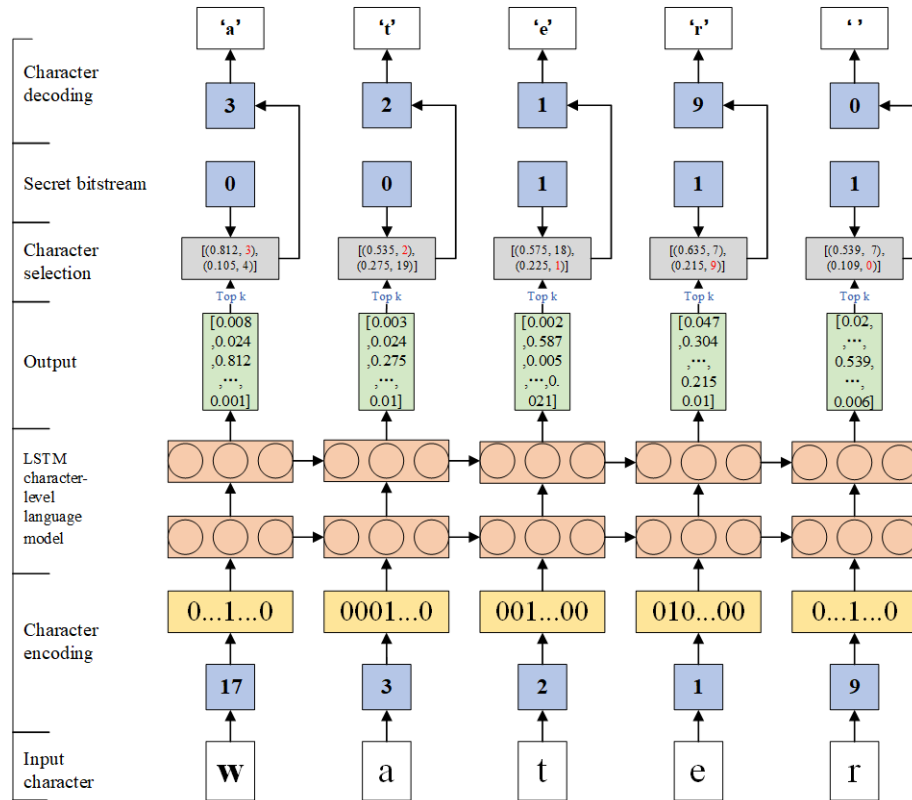 ‘a’ ‘t’ ‘e’ ‘r’ ‘ ’
Character
decoding
3 2 1 9 0
Secret bitstream
0 0 1 1 1
Character
selection
[(0.812, 3),
(0.105, 4)]
[(0.535, 2),
(0.275, 19)]
[(0.575, 18),
(0.225, 1)]
[(0.635, 7),
(0.215, 9)]
[(0.539, 7),
(0.109, 0)]
Top k Top k Top k Top k Top k
Output
[0.008
,0.024
,0.812
,...,
0.001]
[0.003
,0.024
,0.275
,...,
0.01]
[0.002
,0.587
,0.005
,...,0.
021]
[0.047
,0.304
,...,
0.215
0.01]
[0.02,
,...,
0.539,
,...,
0.006]
LSTM
character-
level
language
model
Character
encoding
0...1...0 0001...0 001...00 010...00 0...1...0
17 3 2 1 9
Input
character
w a t e r